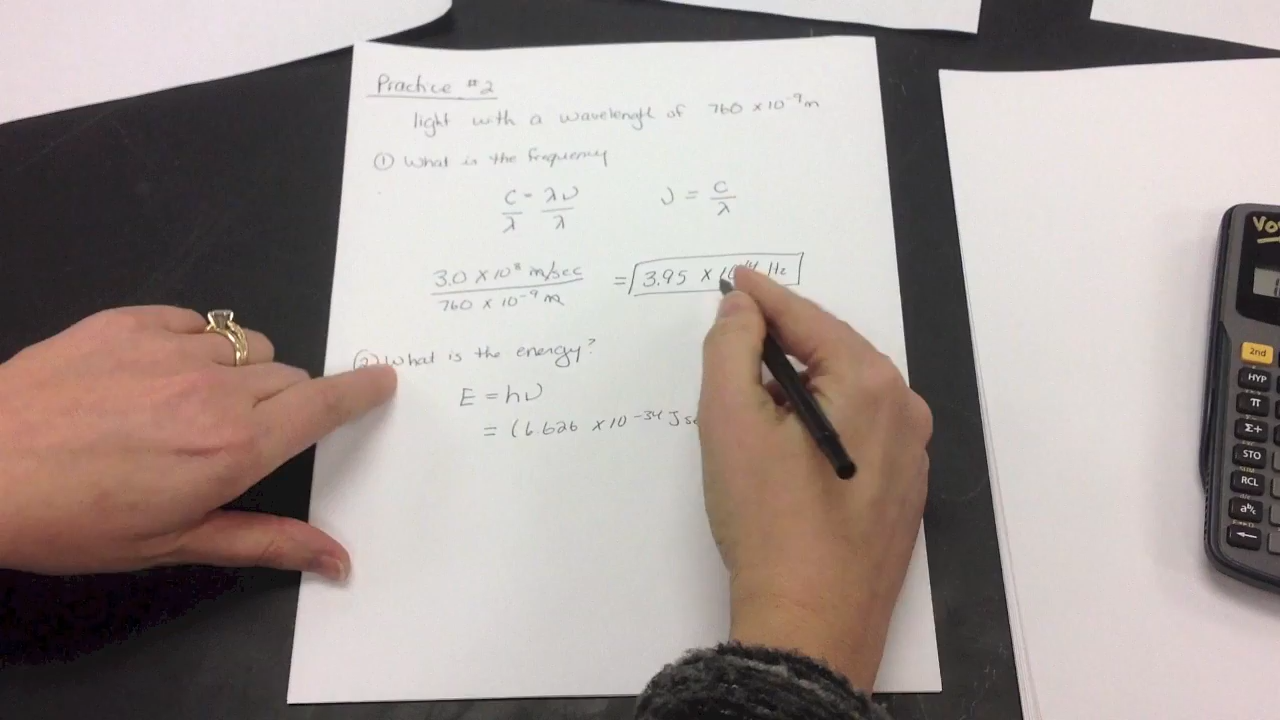 Practice #2
light with a wavelength of 760 x 10⁻⁹m
① What is the frequency
C = λν
λ λ
ν = C
λ
3.0 x 10⁸ m/sec
760 x 10⁻⁹ m
= 3.95 x 10¹⁴ Hz
② What is the energy?
E = hν
= (6.626 x 10⁻³⁴ J
2nd
HYP
π
Σ+
STO
RCL
a b/c
←